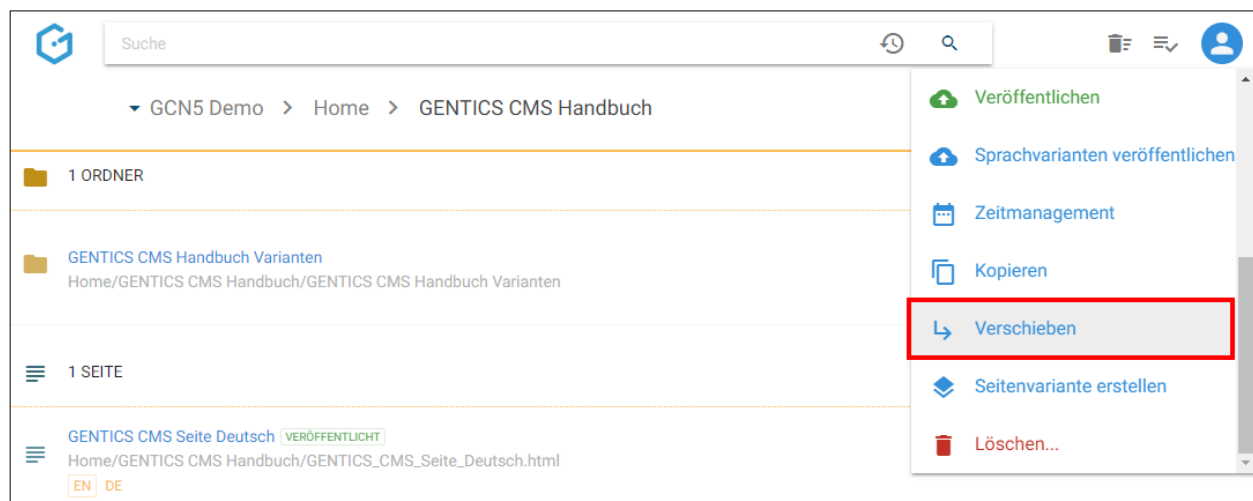 Suche
GCN5 Demo > Home > GENTICS CMS Handbuch
1 ORDNER
GENTICS CMS Handbuch Varianten
Home/GENTICS CMS Handbuch/GENTICS CMS Handbuch Varianten
1 SEITE
GENTICS CMS Seite Deutsch VERÖFFENTLICHT
Home/GENTICS CMS Handbuch/GENTICS_CMS_Seite_Deutsch.html
EN DE
Veröffentlichen
Sprachvarianten veröffentlichen
Zeitmanagement
Kopieren
Verschieben
Seitenvariante erstellen
Löschen...